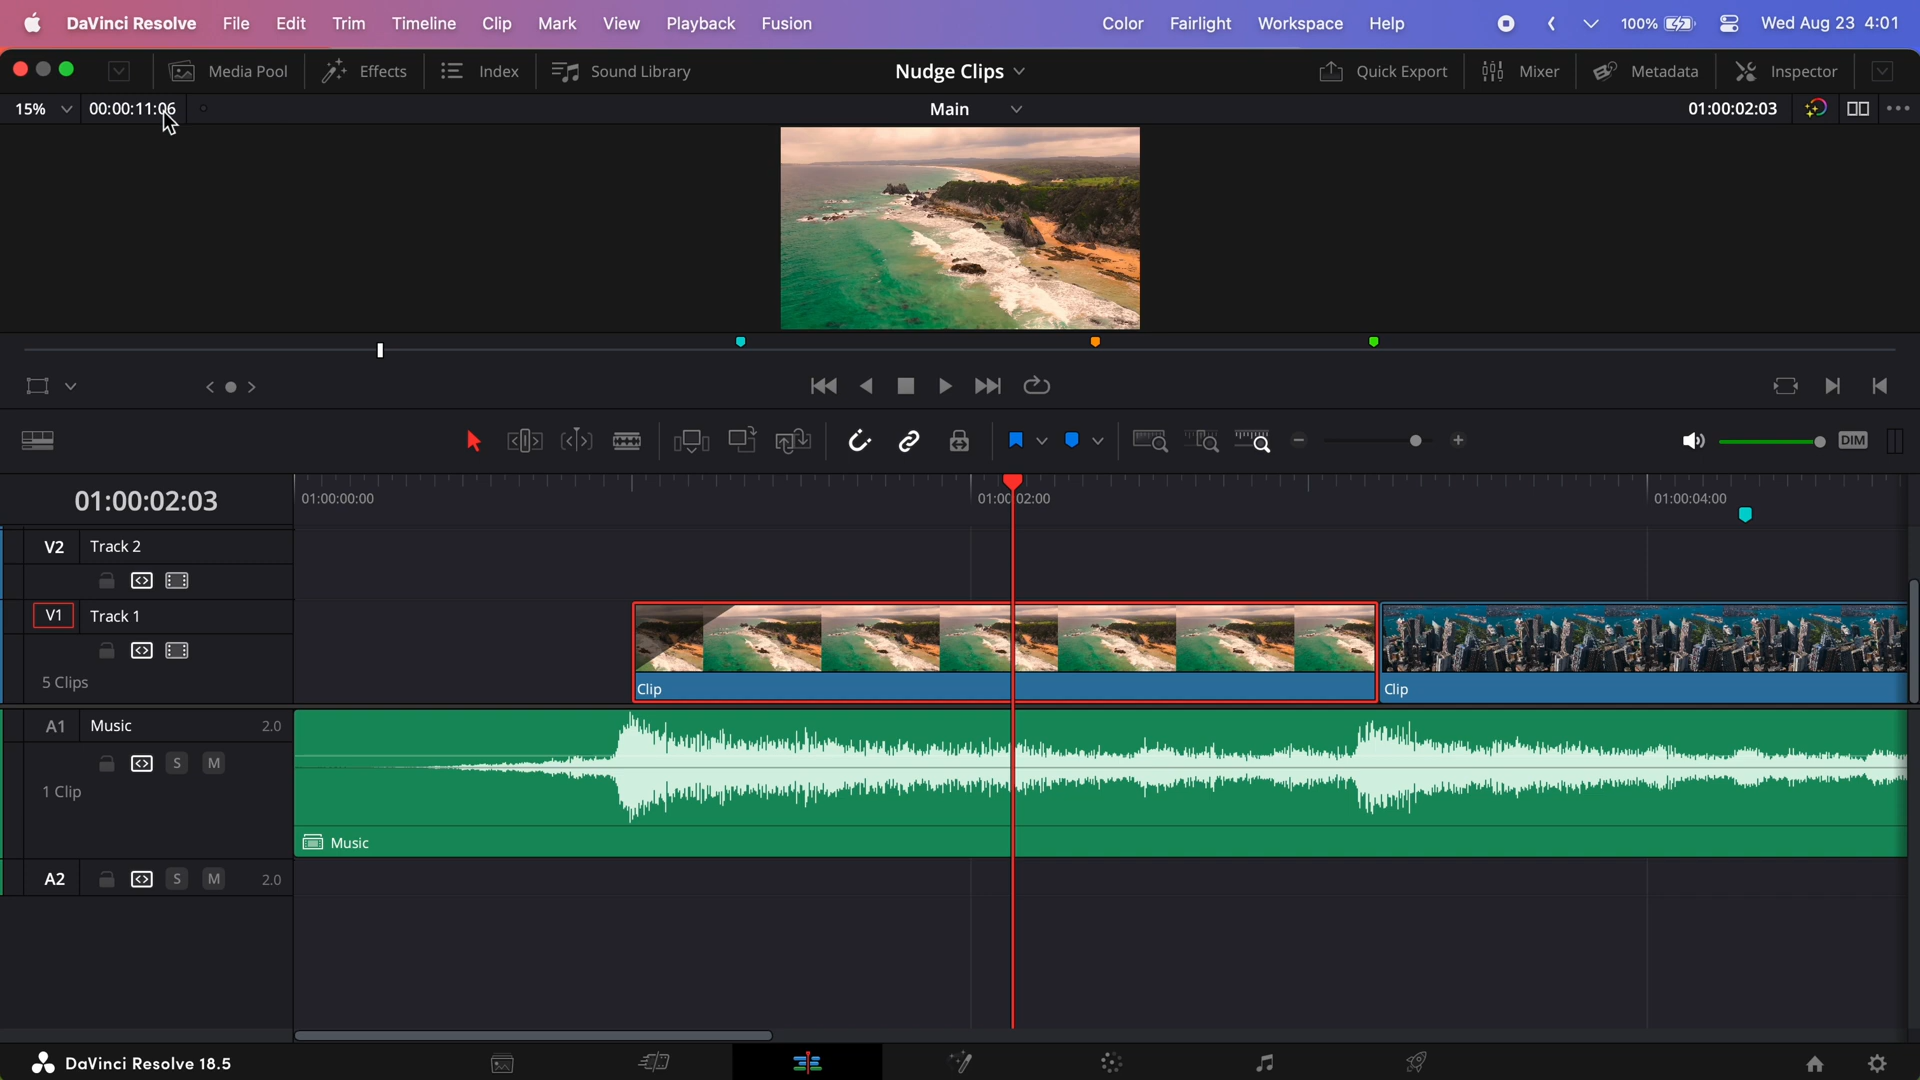 DaVinci Resolve File Edit Trim Timeline Clip Mark View Playback Fusion Color Fairlight Workspace Help 100% Wed Aug 23 4:01
Media Pool Effects Index Sound Library Nudge Clips Quick Export Mixer Metadata Inspector
15% 00:00:11:06 Main 01:00:02:03
DIM
01:00:02:03 01:00:00:00 01:00:02:00 01:00:04:00
V2 Track 2
V1 Track 1
5 Clips
Clip Clip
A1 Music 2.0
S M
1 Clip
Music
A2 S M 2.0
DaVinci Resolve 18.5